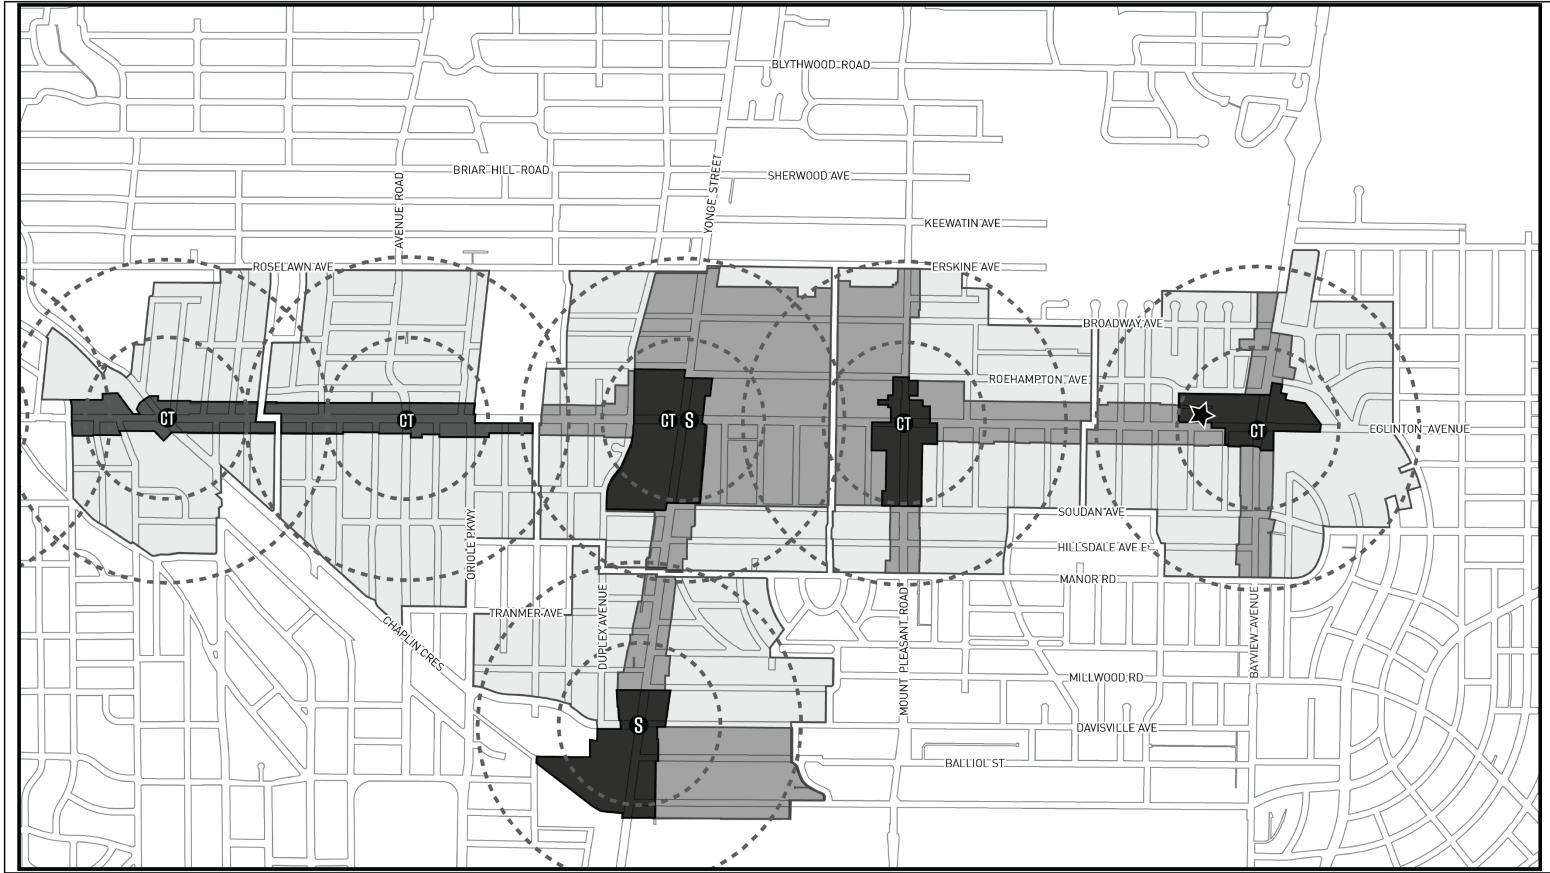 BLYTHWOOD ROAD
BRIAR HILL ROAD
SHERWOOD AVE
AVENUE ROAD
YONGE STREET
KEEWATIN AVE
ROSELAWN AVE
ERSKINE AVE
BROADWAY AVE
ROEHAMPTON AVE
CT
CT
CT S
CT
CT
EGLINTON AVENUE
SOUDAN AVE
ORIOLE PKWY
HILLSDALE AVE E
MANOR RD
TRANMER AVE
DUPLEX AVENUE
CHAPLIN CRES
MOUNT PLEASANT ROAD
BAYVIEW AVENUE
MILLWOOD RD
S
DAVISVILLE AVE
BALLIOL ST